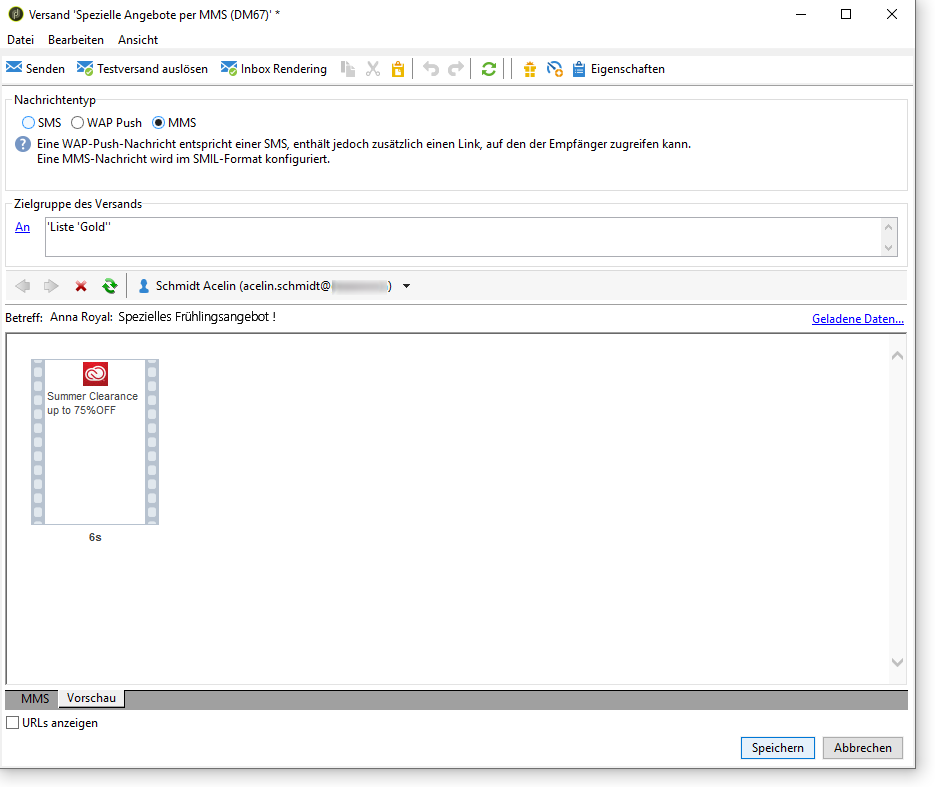 Versand 'Spezielle Angebote per MMS (DM67)' *
Datei Bearbeiten Ansicht
Senden Testversand auslösen Inbox Rendering Eigenschaften
Nachrichtentyp
SMS WAP Push MMS
Eine WAP-Push-Nachricht entspricht einer SMS, enthält jedoch zusätzlich einen Link, auf den der Empfänger zugreifen kann.
Eine MMS-Nachricht wird im SMIL-Format konfiguriert.
Zielgruppe des Versands
An 'Liste 'Gold''
Schmidt Acelin (acelin.schmidt@ )
Betreff: Anna Royal: Spezielles Frühlingsangebot ! Geladene Daten...
Summer Clearance
up to 75%OFF
6s
MMS Vorschau
URLs anzeigen
Speichern Abbrechen